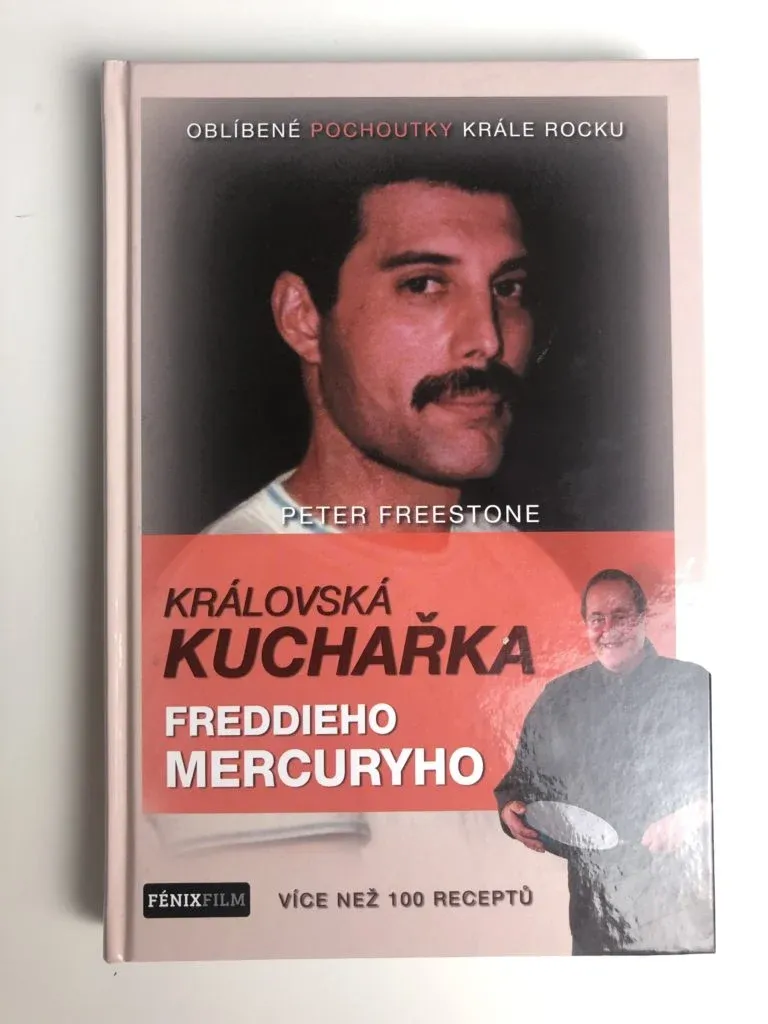 OBLÍBENÉ POCHOUTKY KRÁLE ROCKU
PETER FREESTONE
KRÁLOVSKÁ
KUCHAŘKA
FREDDIEHO
MERCURYHO
FÉNIXFILM
VÍCE NEŽ 100 RECEPTŮ